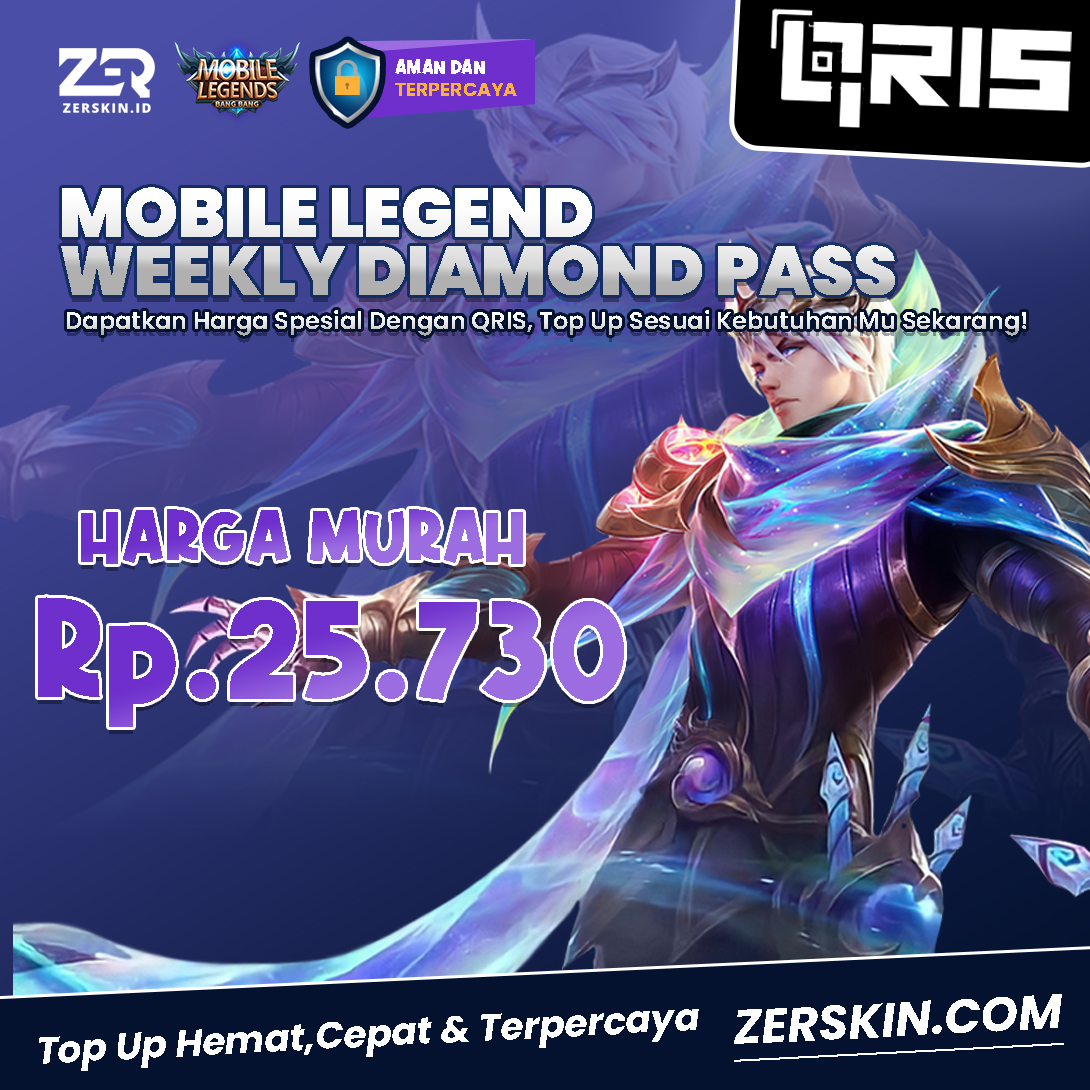 ZER
ZERSKIN.ID
MOBILE
LEGENDS
BANG BANG
AMAN DAN
TERPERCAYA
QRIS
MOBILE LEGEND
WEEKLY DIAMOND PASS
Dapatkan Harga Spesial Dengan QRIS, Top Up Sesuai Kebutuhan Mu Sekarang!
HARGA MURAH
Rp.25.730
Top Up Hemat,Cepat & Terpercaya
ZERSKIN.COM